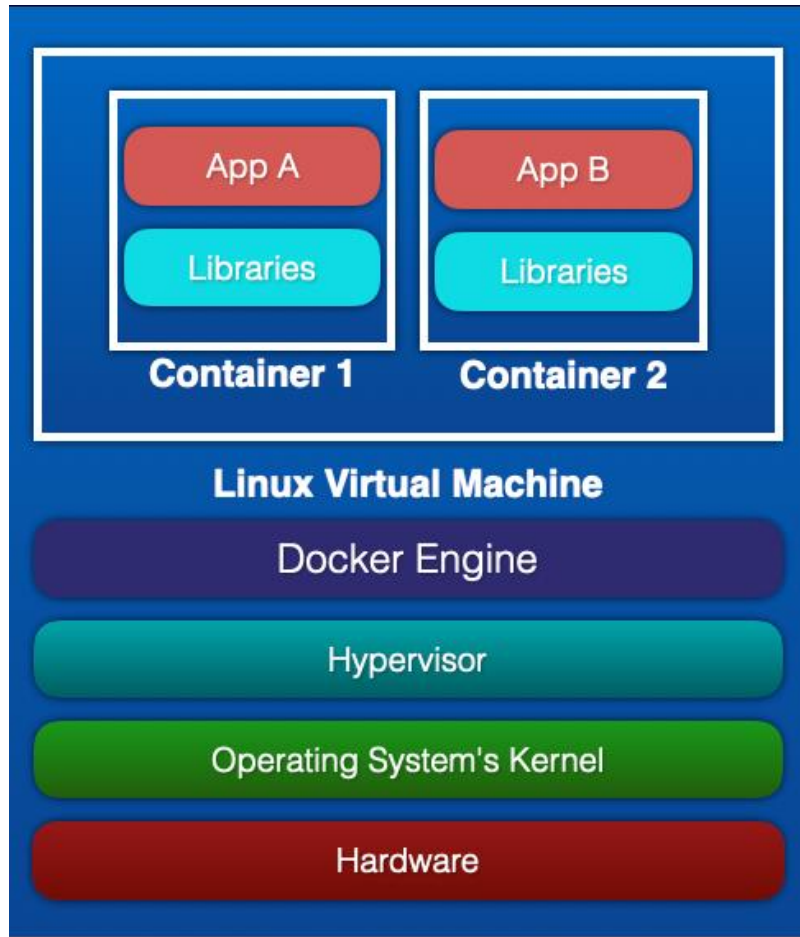 App A
App B
Libraries
Libraries
Container 1
Container 2
Linux Virtual Machine
Docker Engine
Hypervisor
Operating System's Kernel
Hardware